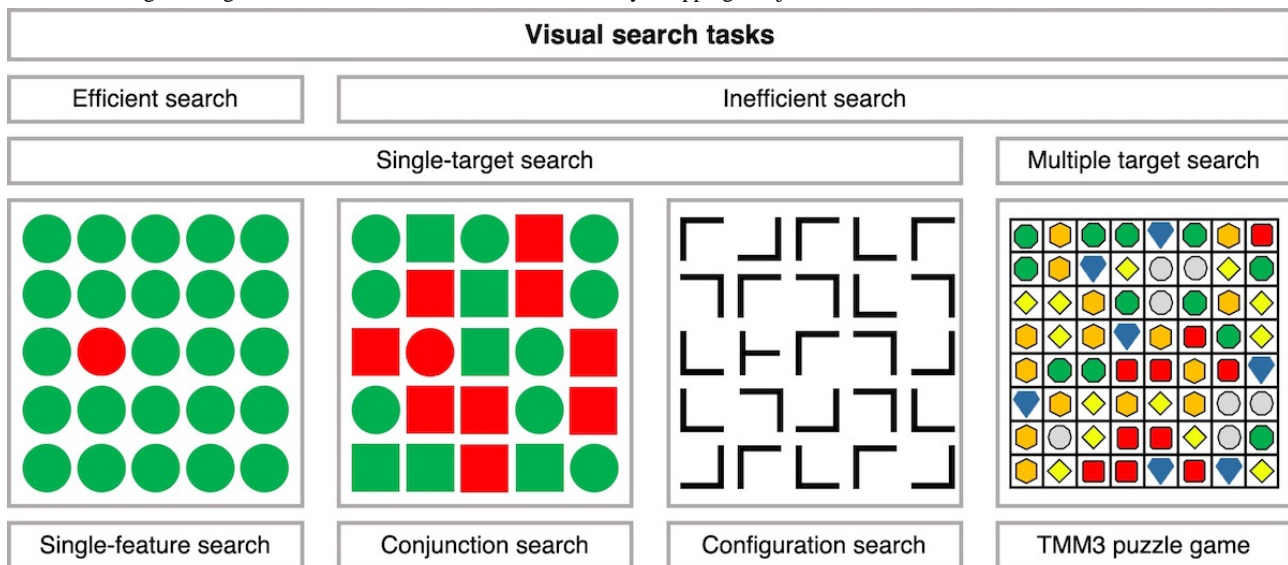 Visual search tasks
Efficient search
Inefficient search
Single-target search
Multiple target search
Single-feature search
Conjunction search
Configuration search
TMM3 puzzle game